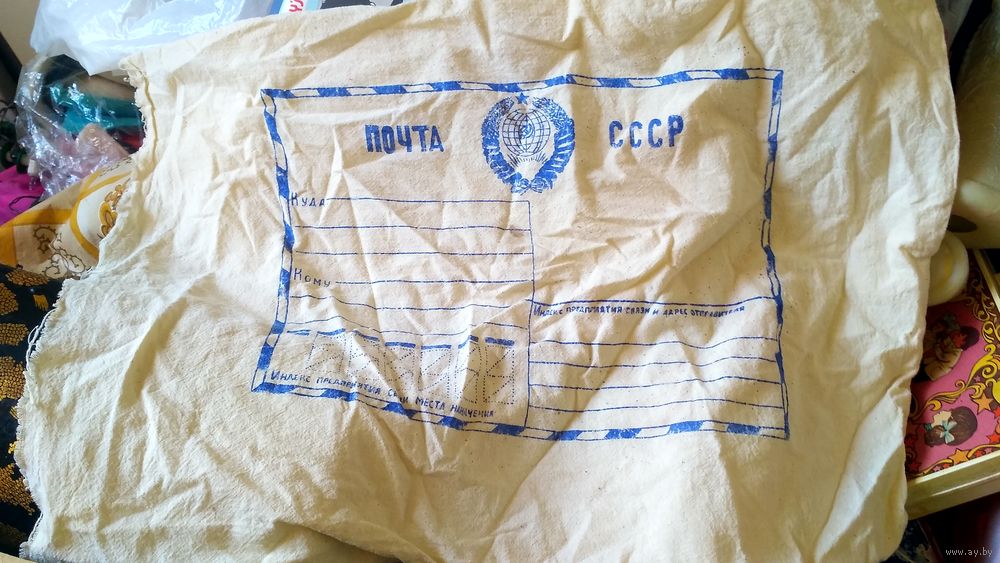 ПОЧТА СССР
Куда
Кому
Индекс предприятия связи и адрес отправителя
Индекс предприятия связи места назначения
www.ay.by